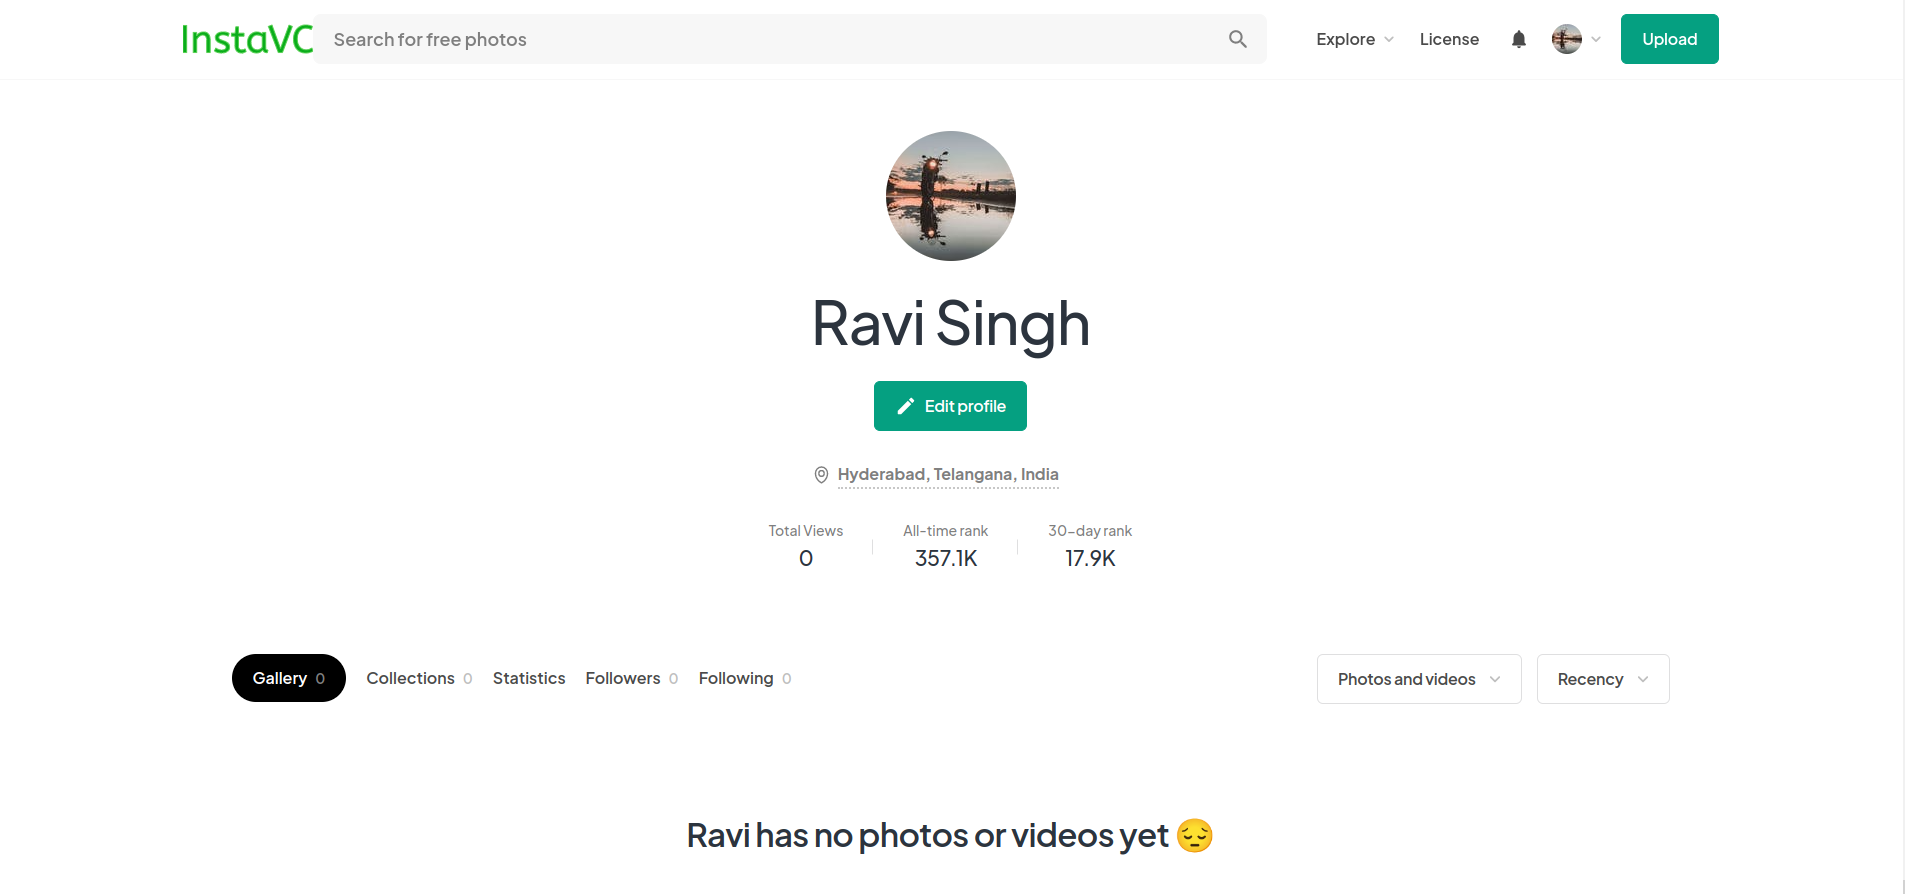 InstaVC Search for free photos Explore License Upload
Ravi Singh
Edit profile
Hyderabad, Telangana, India
Total Views All-time rank 30-day rank
0 357.1K 17.9K
Gallery 0 Collections 0 Statistics Followers 0 Following 0 Photos and videos Recency
Ravi has no photos or videos yet 😔